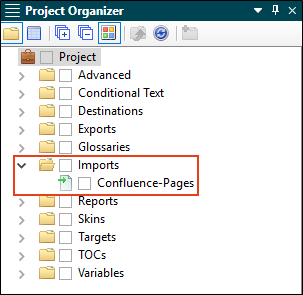 Project Organizer
Project
Advanced
Conditional Text
Destinations
Exports
Glossaries
Imports
Confluence-Pages
Reports
Skins
Targets
TOCs
Variables